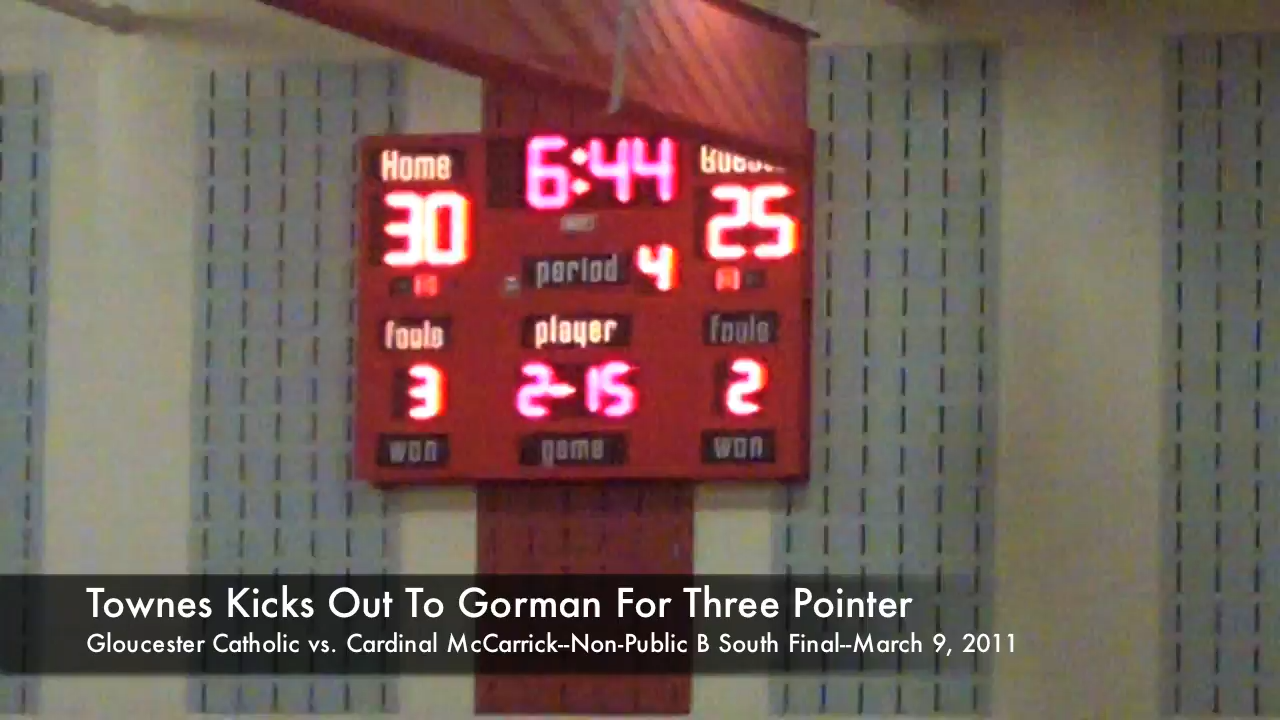 Home 6:44
30 25
period 4
fouls player fouls
3 2-15 2
won game won
Townes Kicks Out To Gorman For Three Pointer
Gloucester Catholic vs. Cardinal McCarrick--Non-Public B South Final--March 9, 2011